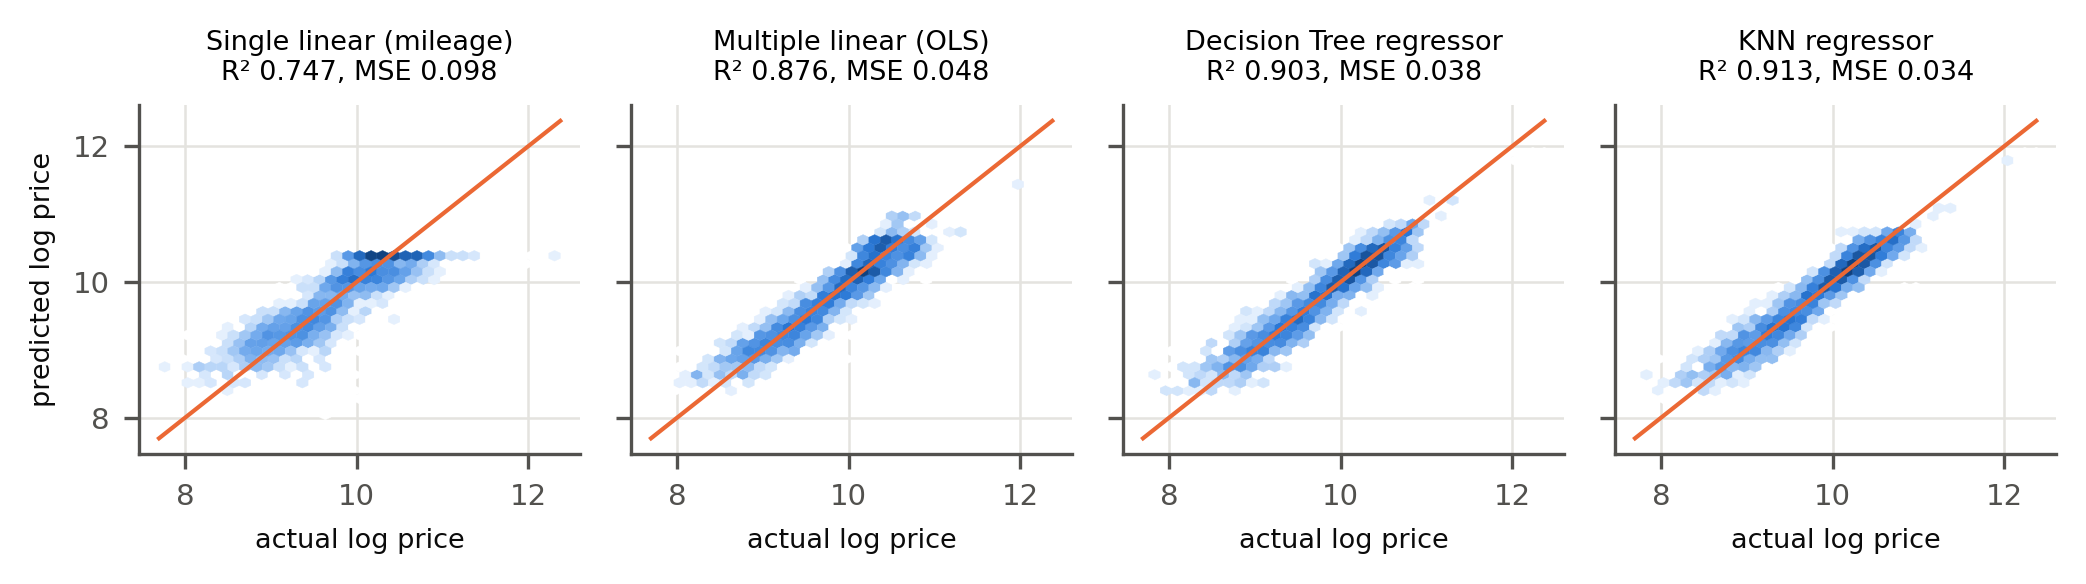 Single linear (mileage)
R² 0.747, MSE 0.098
Multiple linear (OLS)
R² 0.876, MSE 0.048
Decision Tree regressor
R² 0.903, MSE 0.038
KNN regressor
R² 0.913, MSE 0.034
predicted log price
12
10
8
8 10 12
8 10 12
8 10 12
8 10 12
actual log price
actual log price
actual log price
actual log price